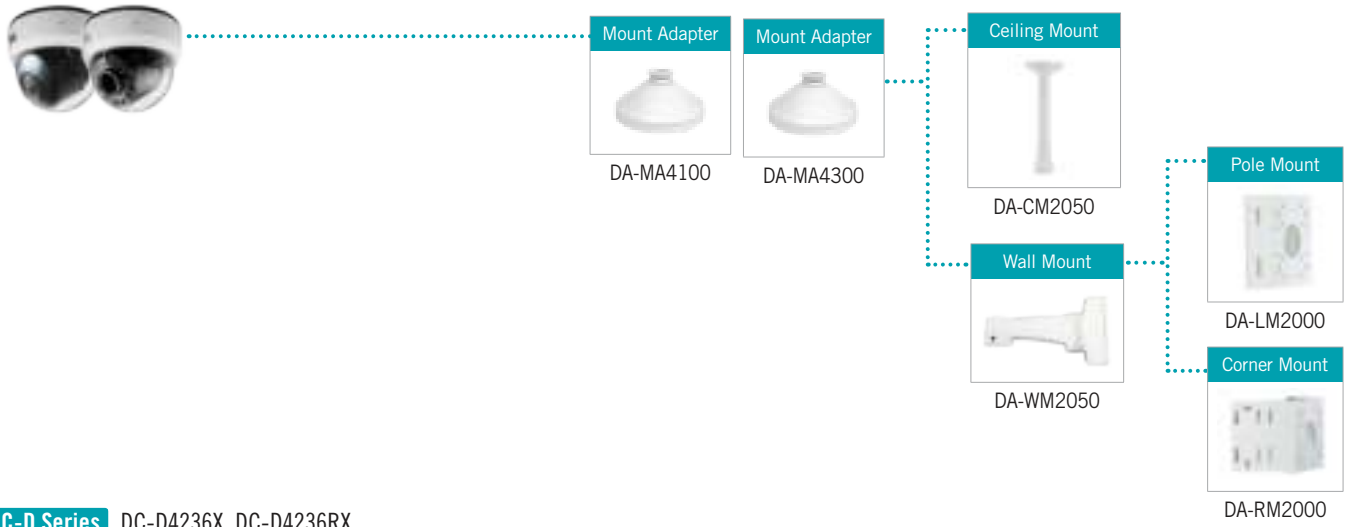 Mount Adapter
DA-MA4100
Mount Adapter
DA-MA4300
Ceiling Mount
DA-CM2050
Wall Mount
DA-WM2050
Pole Mount
DA-LM2000
Corner Mount
DA-RM2000
C-D Series DC-D4236X, DC-D4236RX